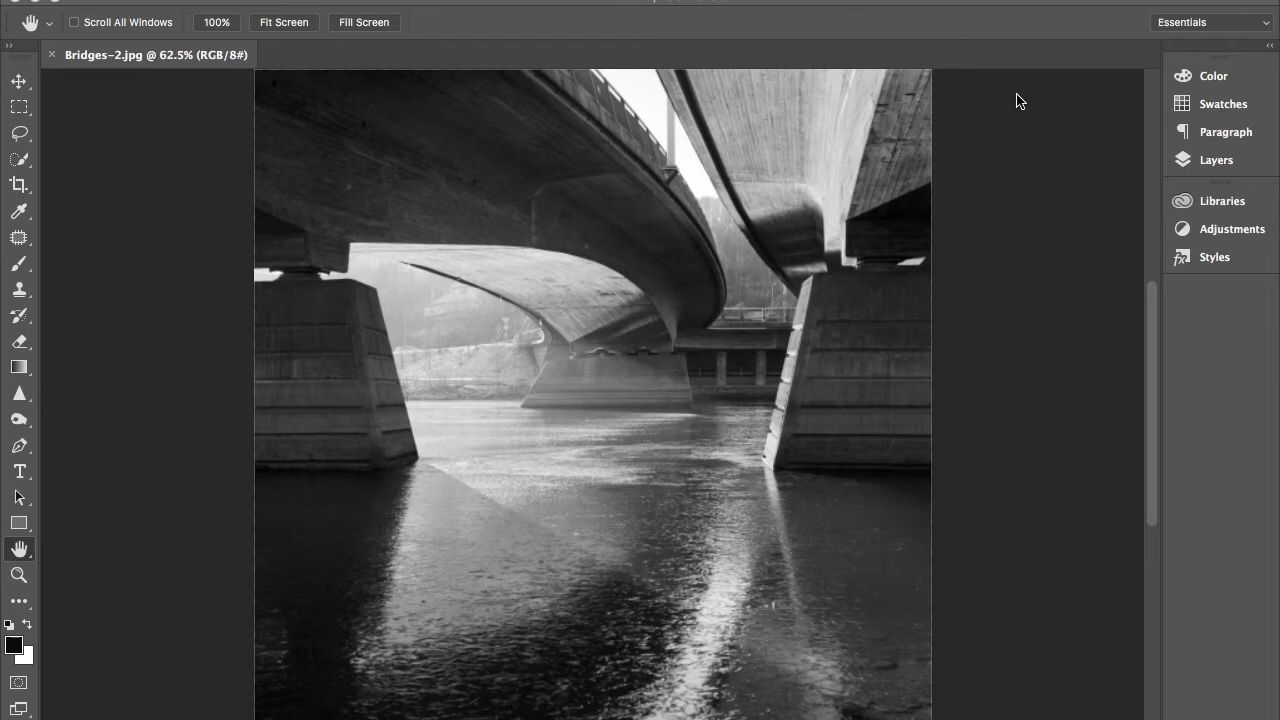 Scroll All Windows 100% Fit Screen Fill Screen Essentials
Bridges-2.jpg @ 62.5% (RGB/8#)
Color
Swatches
Paragraph
Layers
Libraries
Adjustments
Styles